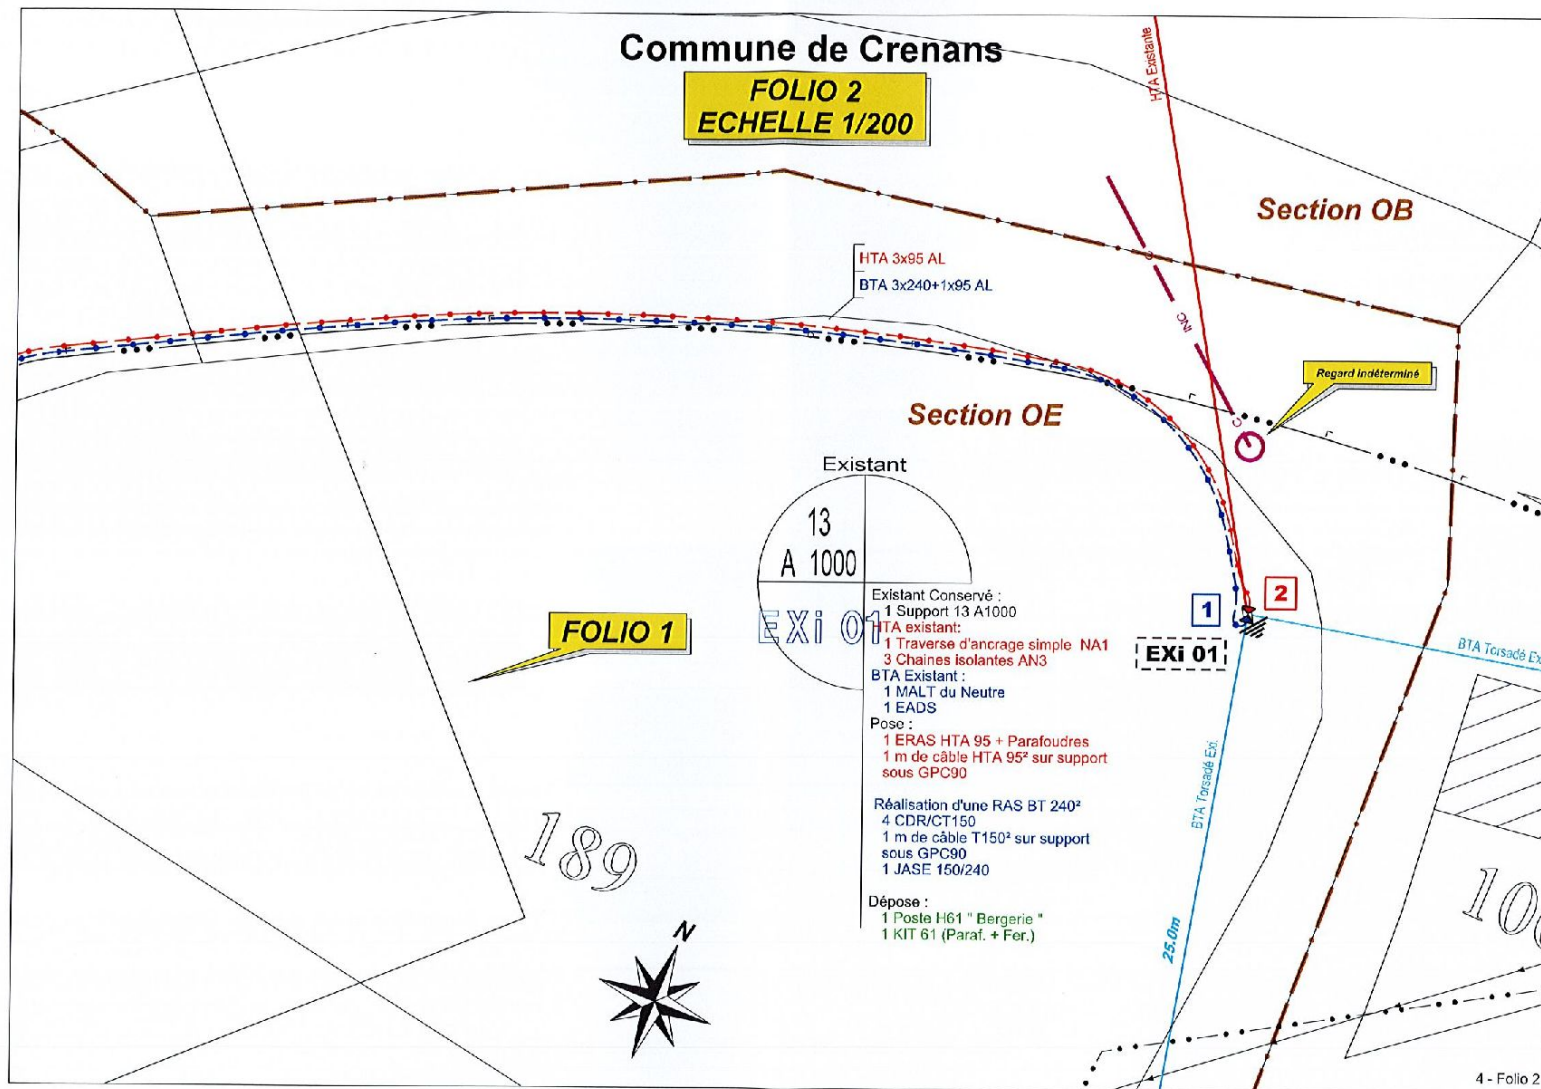 Commune de Crenans
FOLIO 2
ECHELLE 1/200
HTA Existante
Section OB
HTA 3x95 AL
BTA 3x240+1x95 AL
INC
Regard Indéterminé
Section OE
Existant
13
A 1000
EXi 01
Existant Conservé :
1 Support 13 A1000
HTA existant:
1 Traverse d'ancrage simple NA1
3 Chaines isolantes AN3
BTA Existant :
1 MALT du Neutre
1 EADS
Pose :
1 ERAS HTA 95 + Parafoudres
1 m de câble HTA 95² sur support
sous GPC90
Réalisation d'une RAS BT 240²
4 CDR/CT150
1 m de câble T150² sur support
sous GPC90
1 JASE 150/240
Dépose :
1 Poste H61 " Bergerie "
1 KIT 61 (Paraf. + Fer.)
1
2
EXi 01
BTA Torsadé Ex
FOLIO 1
BTA Torsadé Exi.
25.0m
189
10
N
4 - Folio 2